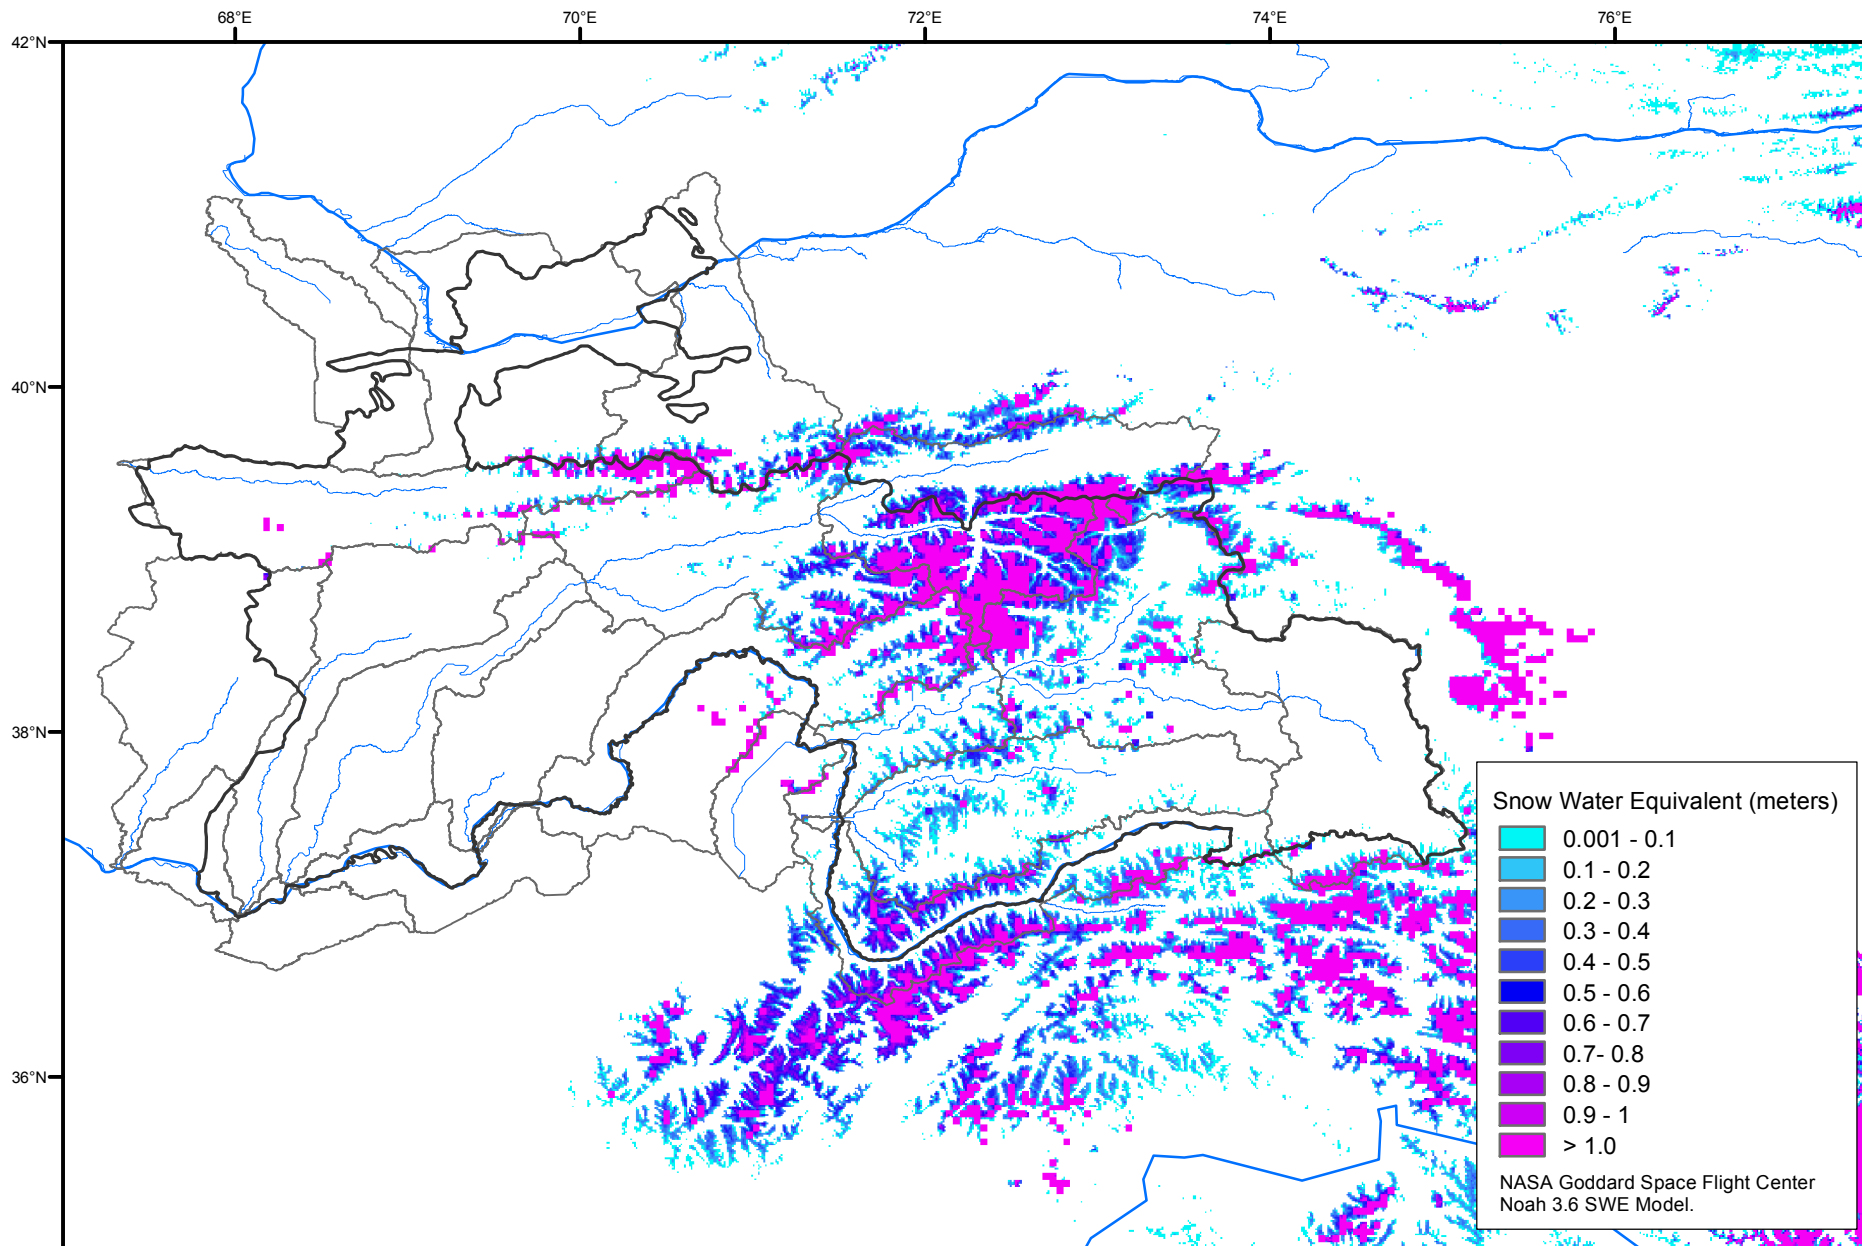 68°E
70°E
72°E
74°E
76°E
42°N
40°N
38°N
36°N
Snow Water Equivalent (meters)
0.001 - 0.1
0.1 - 0.2
0.2 - 0.3
0.3 - 0.4
0.4 - 0.5
0.5 - 0.6
0.6 - 0.7
0.7- 0.8
0.8 - 0.9
0.9 - 1
> 1.0
NASA Goddard Space Flight Center
Noah 3.6 SWE Model.